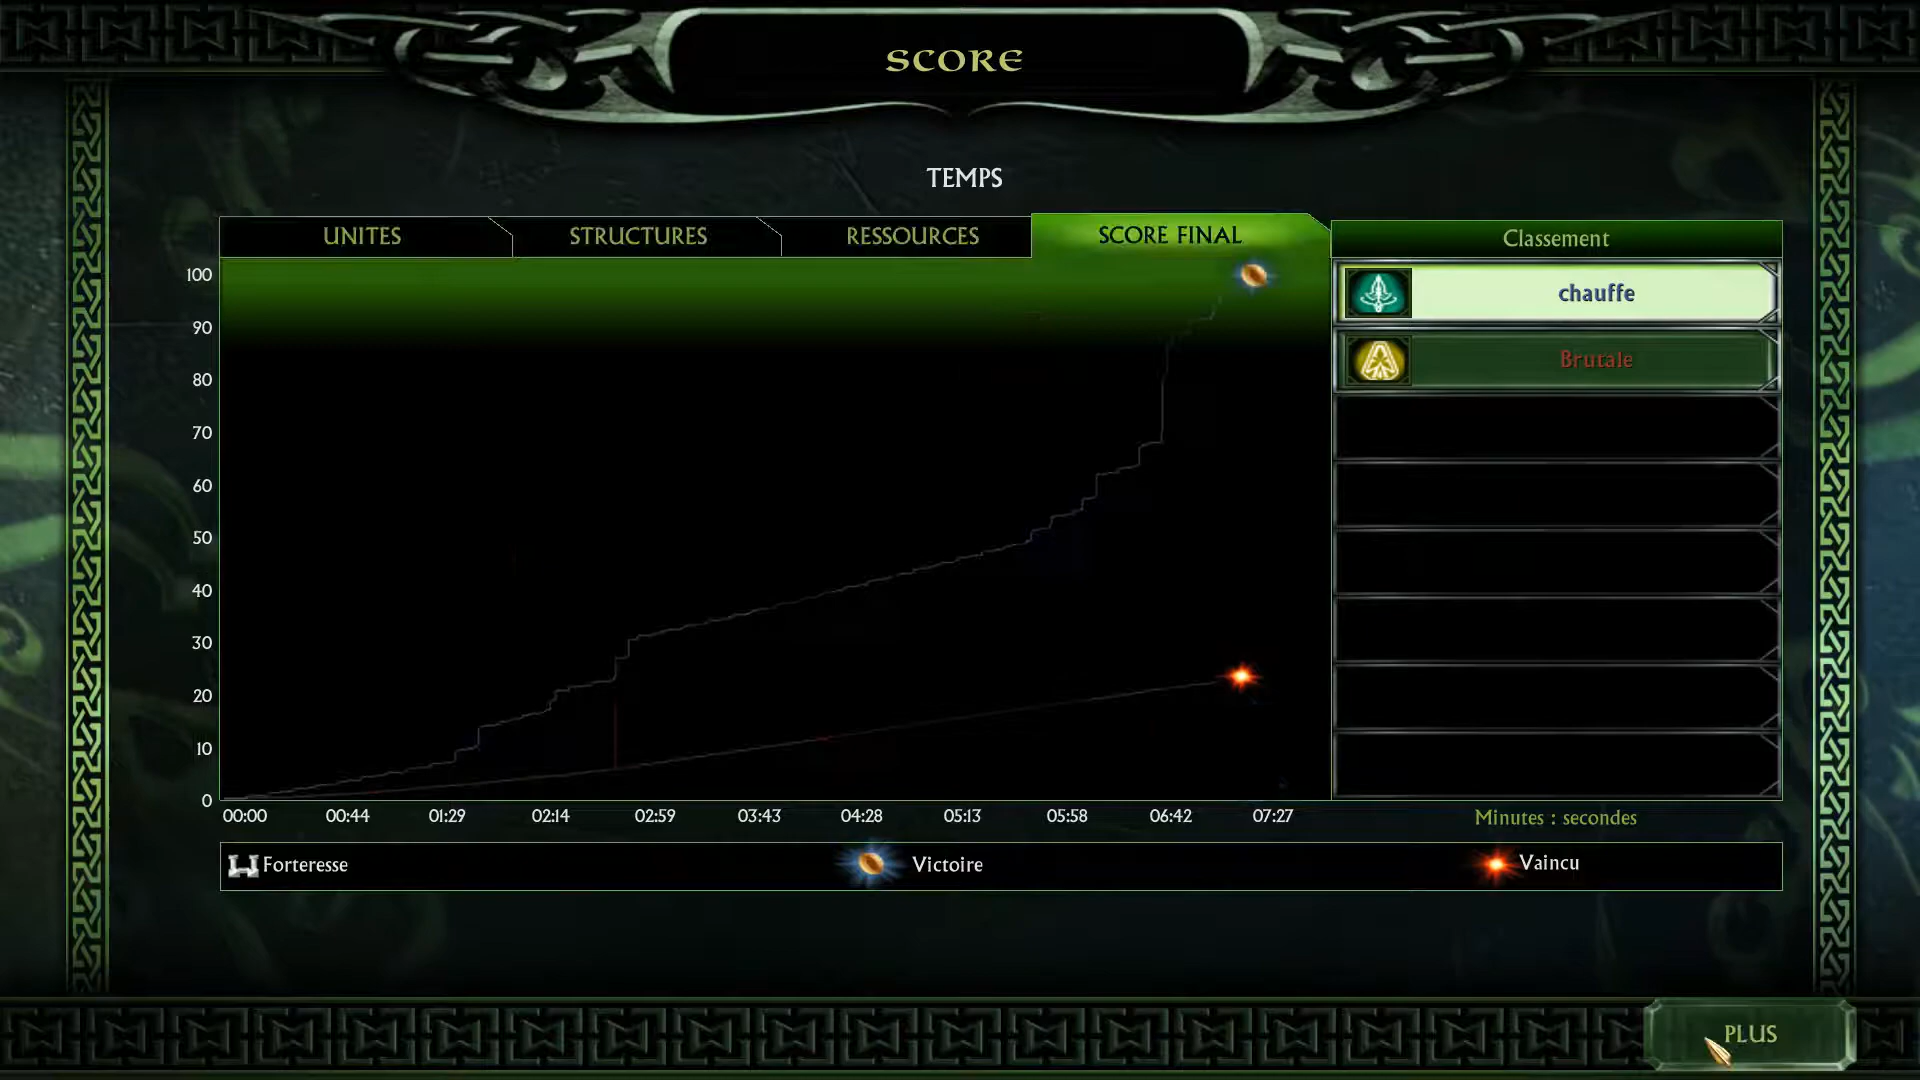 SCORE
TEMPS
UNITES STRUCTURES RESSOURCES SCORE FINAL Classement
100
90
80
70
60
50
40
30
20
10
0
chauffe
Brutale
00:00 00:44 01:29 02:14 02:59 03:43 04:28 05:13 05:58 06:42 07:27 Minutes : secondes
Forteresse Victoire Vaincu
PLUS